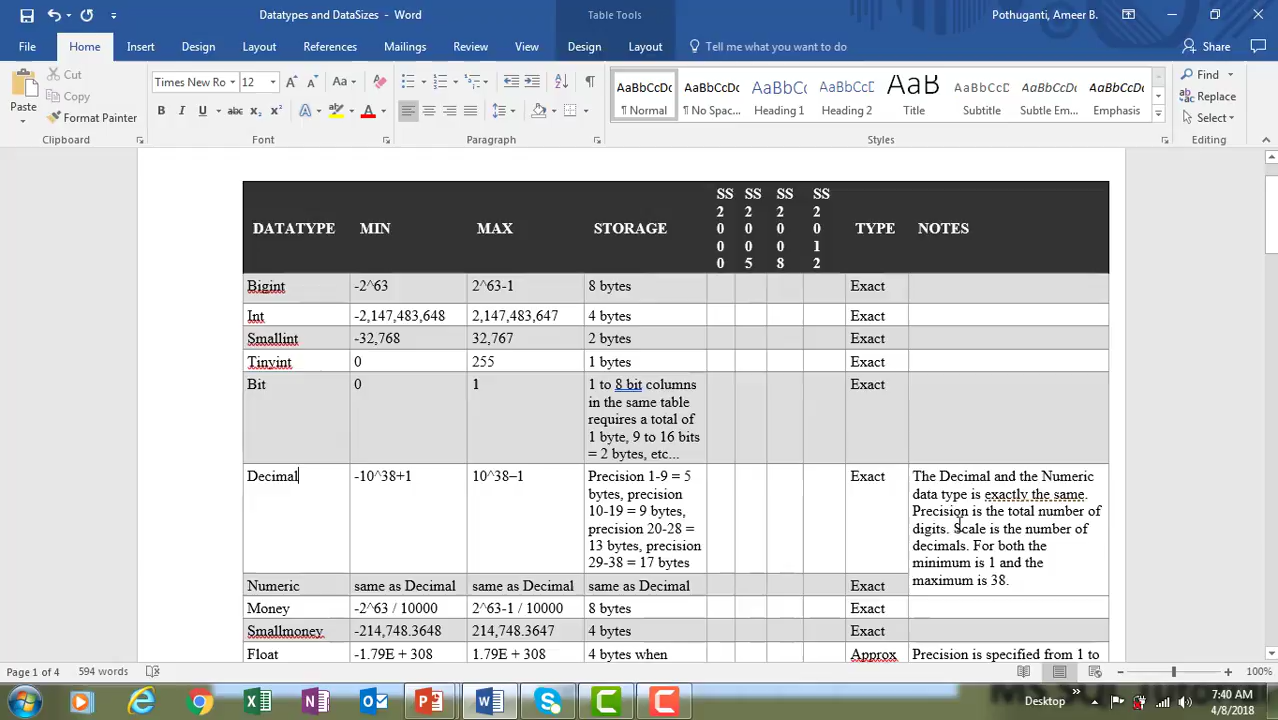 Datatypes and DataSizes - Word
Table Tools
Pothuganti, Ameer B.
File Home Insert Design Layout References Mailings Review View Design Layout Tell me what you want to do Share
Paste
Cut
Copy
Format Painter
Clipboard
Times New Ro 12 Aa
B I U abc x₂ x² A ab A
Font
Paragraph
AaBbCcDc AaBbCcDc AaBbCc AaBbCcD AaB AaBbCcD AaBbCcDc AaBbCcDc
¶ Normal ¶ No Spac... Heading 1 Heading 2 Title Subtitle Subtle Em... Emphasis
Styles
Find
Replace
Select
Editing
DATATYPE MIN MAX STORAGE SS2000 SS2005 SS2008 SS2012 TYPE NOTES
Bigint -2^63 2^63-1 8 bytes Exact
Int -2,147,483,648 2,147,483,647 4 bytes Exact
Smallint -32,768 32,767 2 bytes Exact
Tinyint 0 255 1 bytes Exact
Bit 0 1 1 to 8 bit columns Exact
in the same table
requires a total of
1 byte, 9 to 16 bits
= 2 bytes, etc...
Decimal -10^38+1 10^38–1 Precision 1-9 = 5
bytes, precision
10-19 = 9 bytes,
precision 20-28 =
13 bytes, precision
29-38 = 17 bytes
Exact
The Decimal and the Numeric
data type is exactly the same.
Precision is the total number of
digits. Scale is the number of
decimals. For both the
minimum is 1 and the
maximum is 38.
Numeric same as Decimal same as Decimal same as Decimal Exact
Money -2^63 / 10000 2^63-1 / 10000 8 bytes Exact
Smallmoney -214,748.3648 214,748.3647 4 bytes Exact
Float -1.79E + 308 1.79E + 308 4 bytes when Approx Precision is specified from 1 to
Page 1 of 4 594 words 100%
Desktop
7:40 AM
4/8/2018